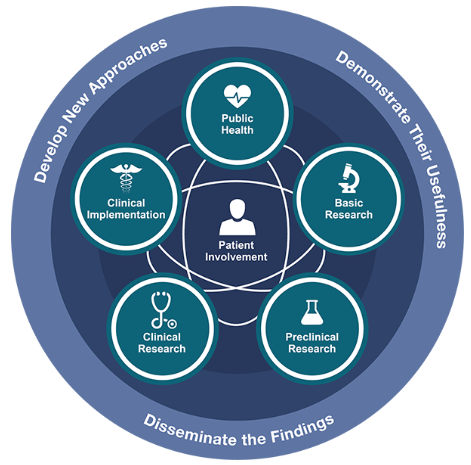 Develop New Approaches
Demonstrate Their Usefulness
Public
Health
Clinical
Implementation
Basic
Research
Patient
Involvement
Clinical
Research
Preclinical
Research
Disseminate the Findings